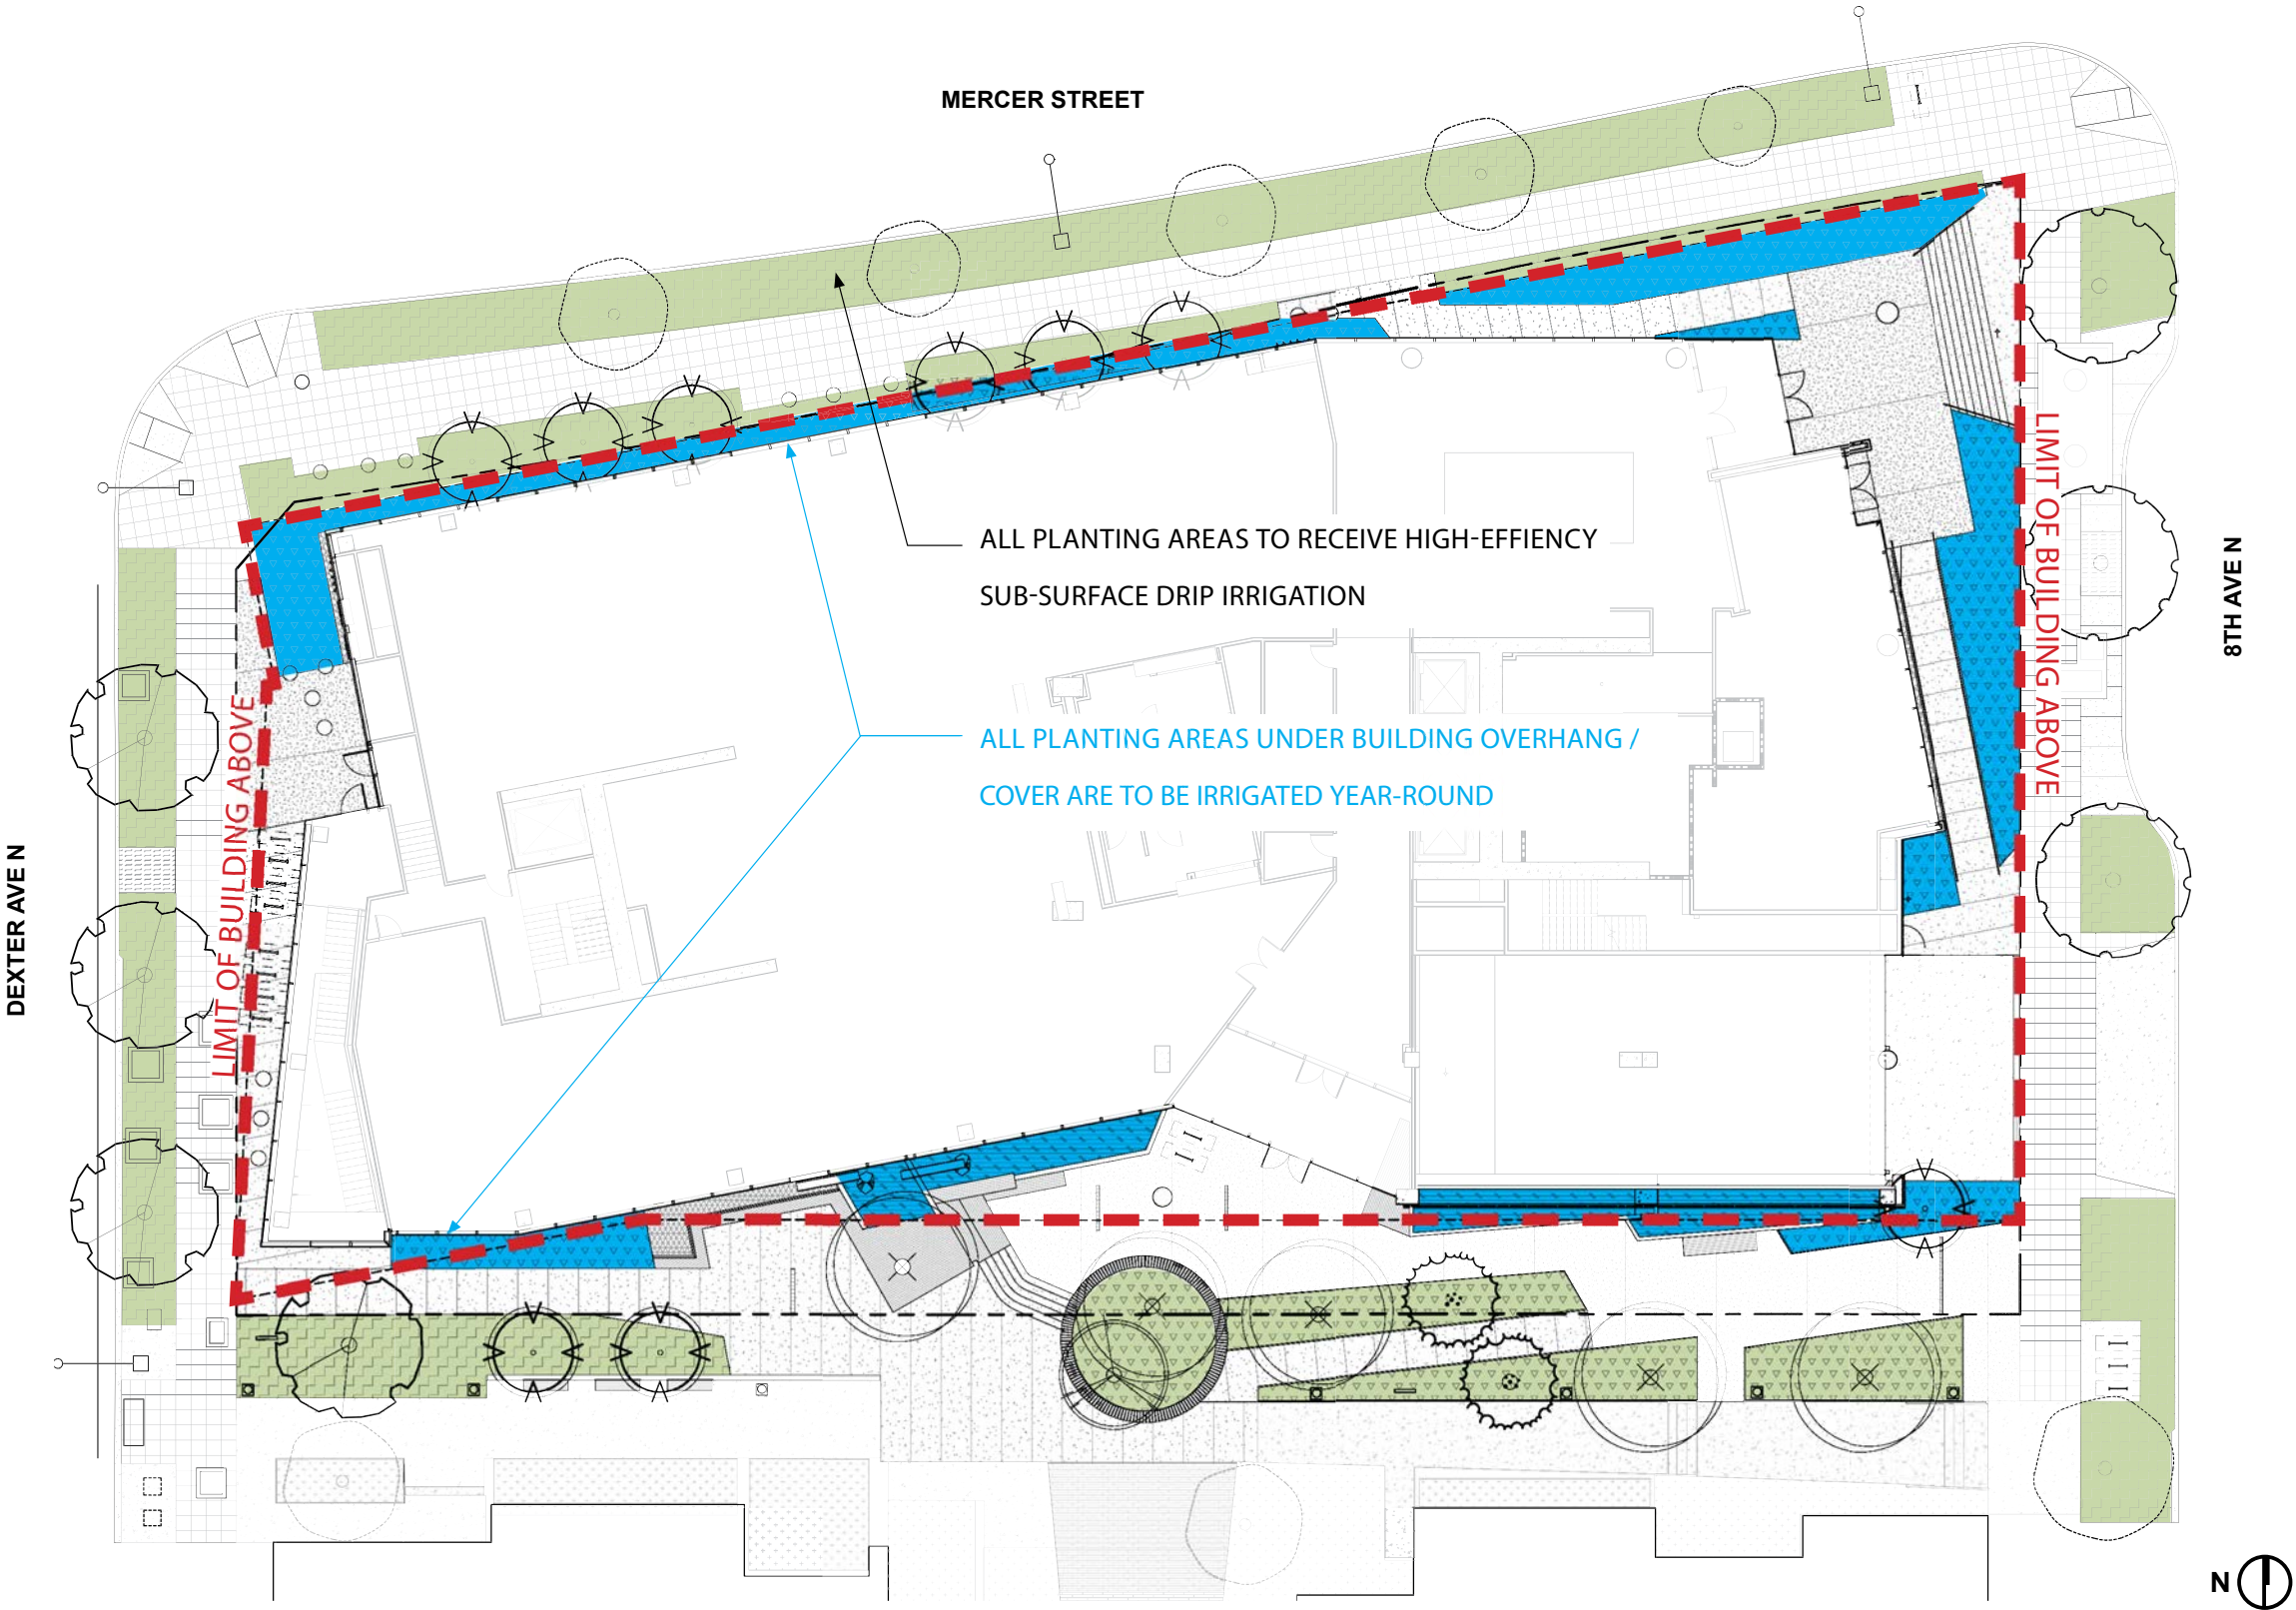 MERCER STREET
ALL PLANTING AREAS TO RECEIVE HIGH-EFFIENCY
SUB-SURFACE DRIP IRRIGATION
LIMIT OF BUILDING ABOVE
8TH AVE N
ALL PLANTING AREAS UNDER BUILDING OVERHANG /
COVER ARE TO BE IRRIGATED YEAR-ROUND
LIMIT OF BUILDING ABOVE
DEXTER AVE N
N